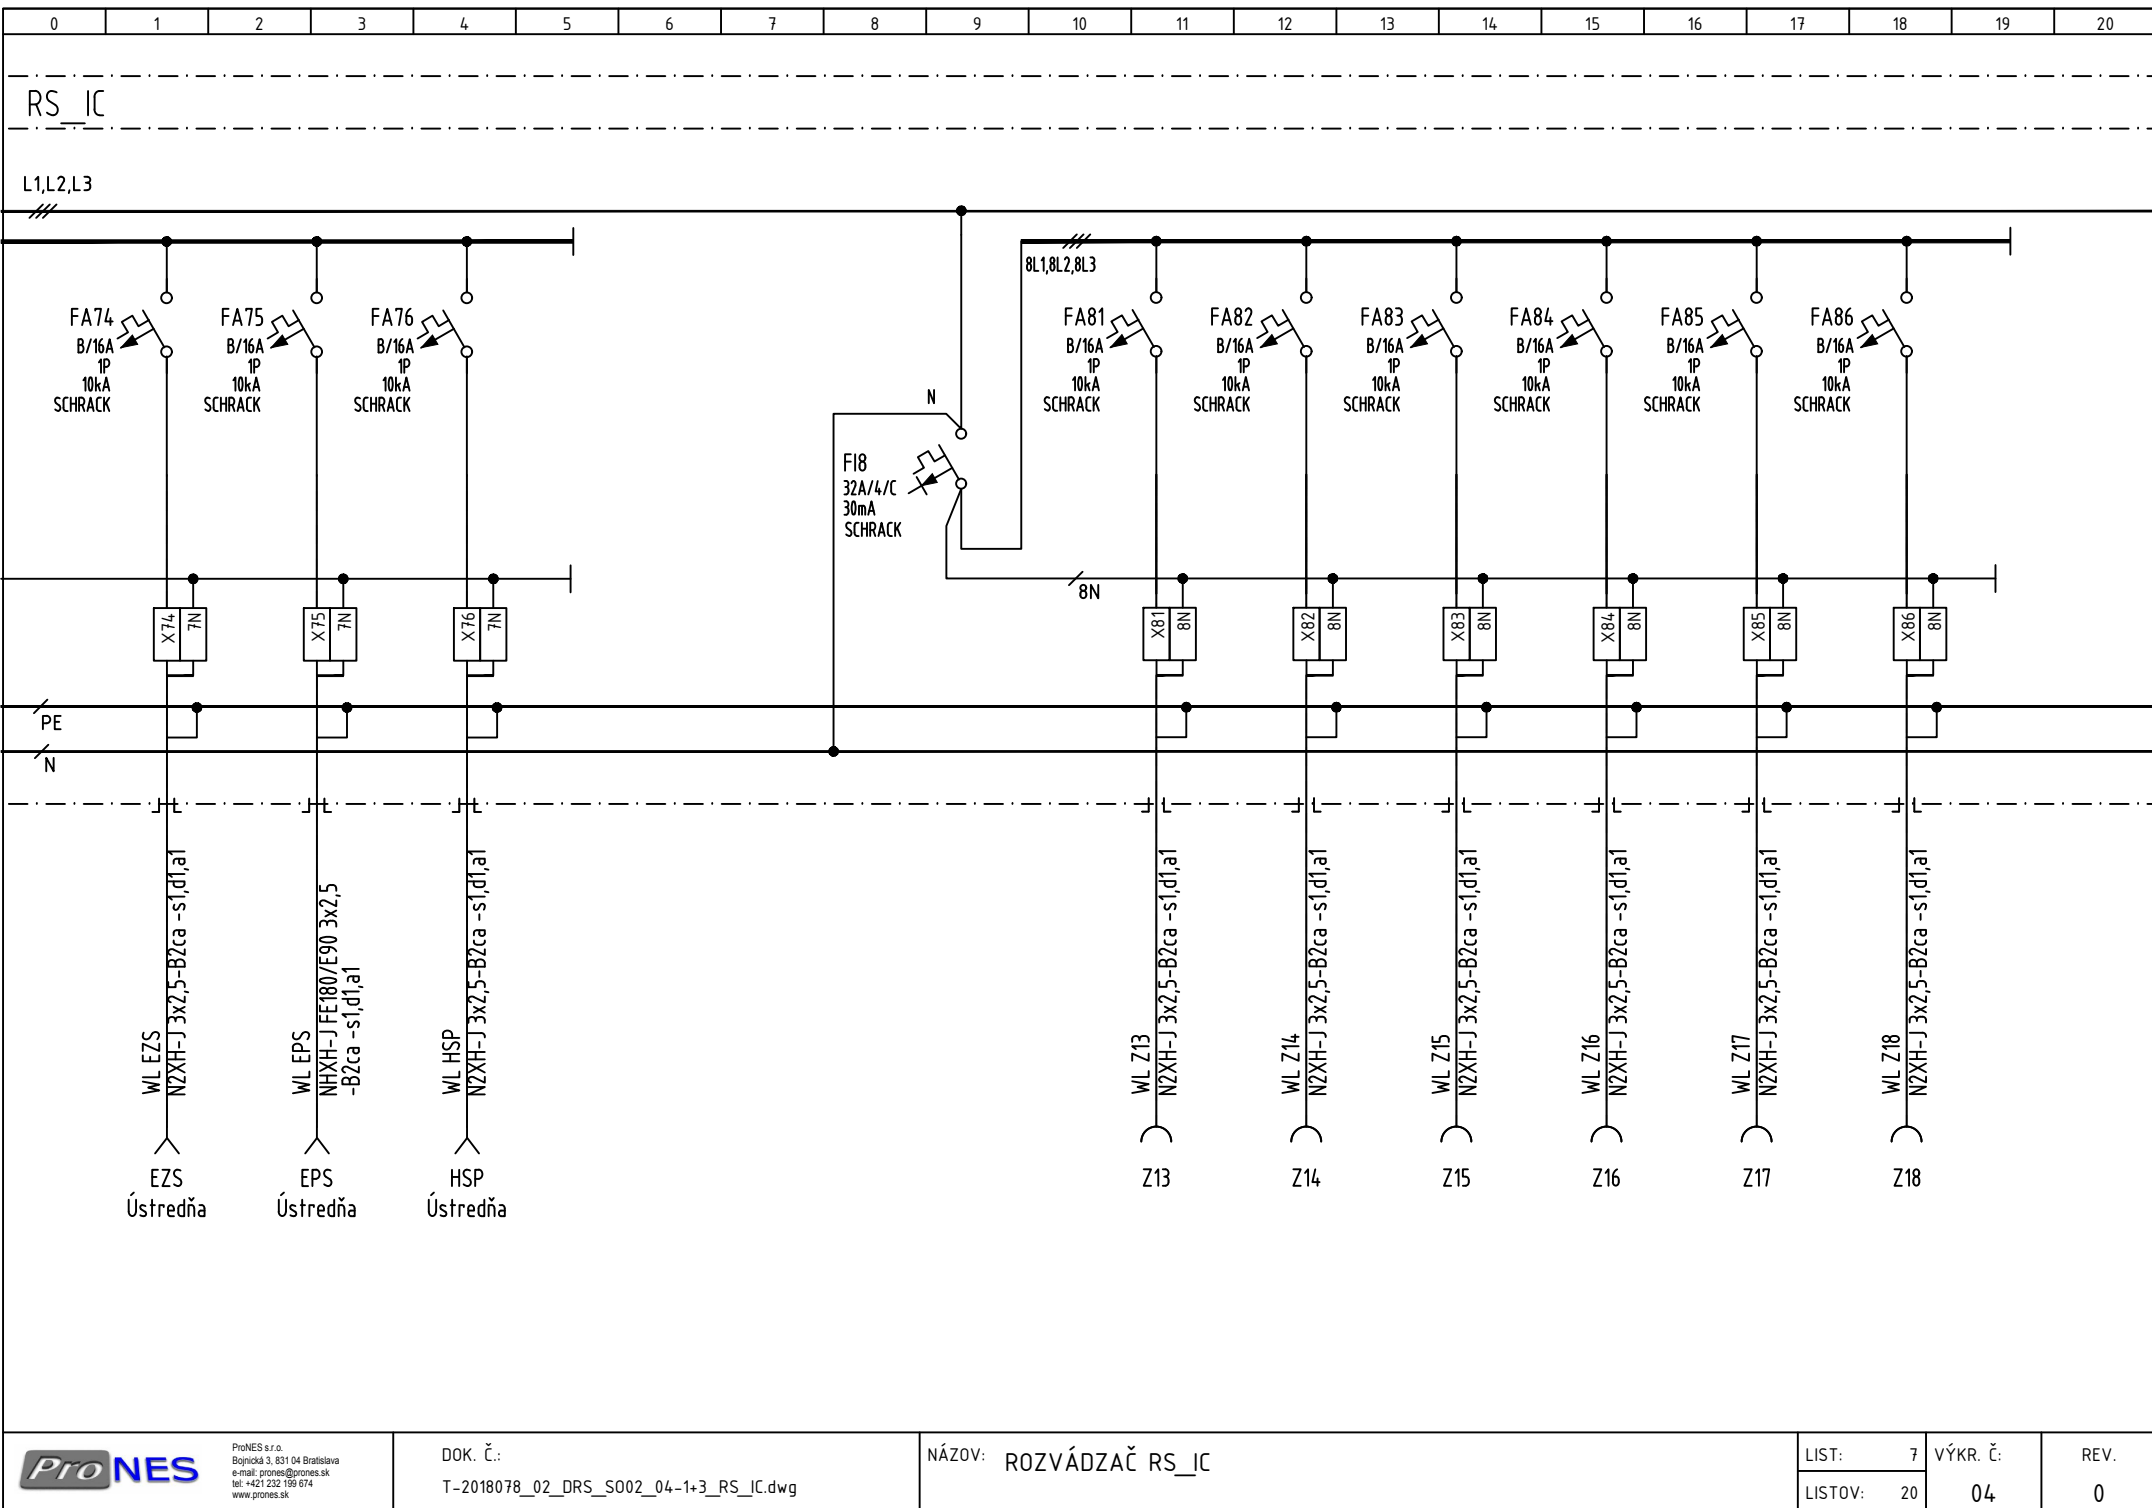 0 1 2 3 4 5 6 7 8 9 10 11 12 13 14 15 16 17 18 19 20
RS_IC
L1,L2,L3
8L1,8L2,8L3
FA74
B/16A
1P
10kA
SCHRACK
FA75
B/16A
1P
10kA
SCHRACK
FA76
B/16A
1P
10kA
SCHRACK
N
FI8
32A/4/C
30mA
SCHRACK
FA81
B/16A
1P
10kA
SCHRACK
FA82
B/16A
1P
10kA
SCHRACK
FA83
B/16A
1P
10kA
SCHRACK
FA84
B/16A
1P
10kA
SCHRACK
FA85
B/16A
1P
10kA
SCHRACK
FA86
B/16A
1P
10kA
SCHRACK
8N
X74 7N
X75 7N
X76 7N
X81 8N
X82 8N
X83 8N
X84 8N
X85 8N
X86 8N
PE
N
WL EZS
N2XH-J 3x2,5-B2ca -s1,d1,a1
WL EPS
NHXH-J FE180/E90 3x2,5
-B2ca -s1,d1,a1
WL HSP
N2XH-J 3x2,5-B2ca -s1,d1,a1
WL Z13
N2XH-J 3x2,5-B2ca -s1,d1,a1
WL Z14
N2XH-J 3x2,5-B2ca -s1,d1,a1
WL Z15
N2XH-J 3x2,5-B2ca -s1,d1,a1
WL Z16
N2XH-J 3x2,5-B2ca -s1,d1,a1
WL Z17
N2XH-J 3x2,5-B2ca -s1,d1,a1
WL Z18
N2XH-J 3x2,5-B2ca -s1,d1,a1
EZS
Ústredňa
EPS
Ústredňa
HSP
Ústredňa
Z13
Z14
Z15
Z16
Z17
Z18
Pro NES
ProNES s.r.o.
Bojnická 3, 831 04 Bratislava
e-mail: prones@prones.sk
tel: +421 232 199 674
www.prones.sk
DOK. Č.:
T-2018078_02_DRS_SO02_04-1+3_RS_IC.dwg
NÁZOV: ROZVÁDZAČ RS_IC
LIST: 7
LISTOV: 20
VÝKR. Č:
04
REV.
0